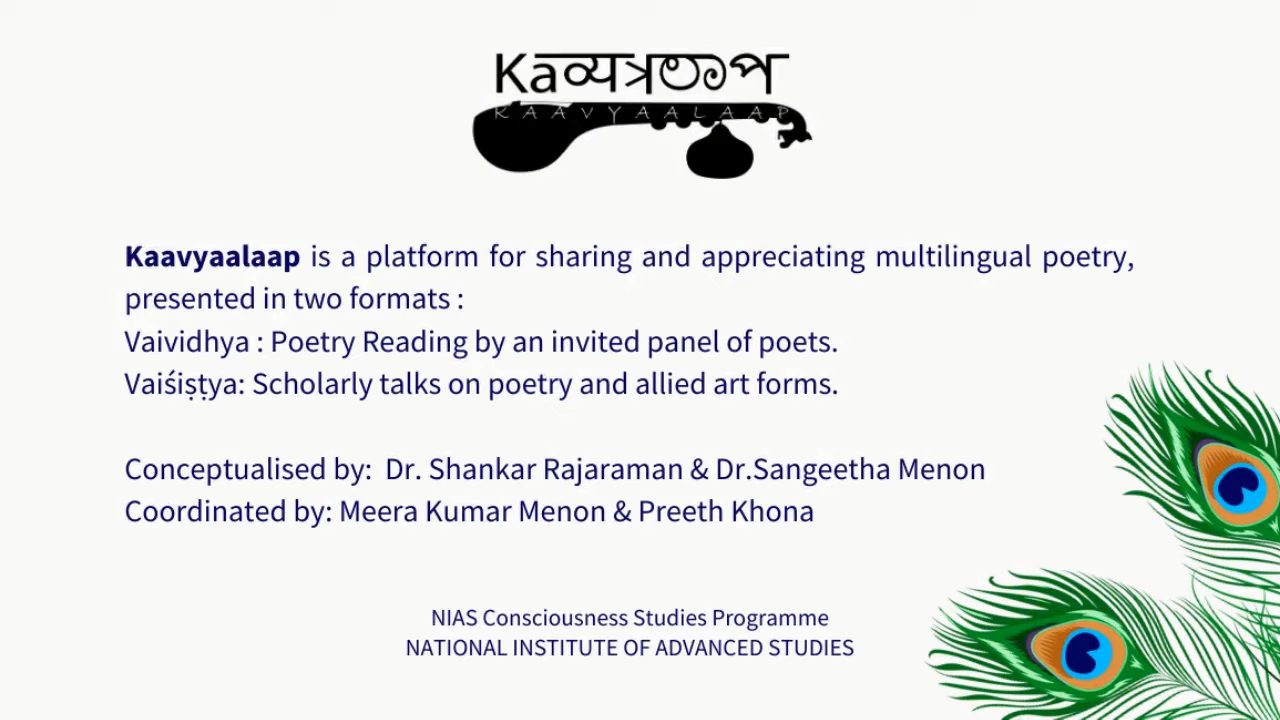 KAAVYAALAAP
Kaavyaalaap is a platform for sharing and appreciating multilingual poetry,
presented in two formats :
Vaividhya : Poetry Reading by an invited panel of poets.
Vaiśiṣṭya: Scholarly talks on poetry and allied art forms.
Conceptualised by: Dr. Shankar Rajaraman & Dr.Sangeetha Menon
Coordinated by: Meera Kumar Menon & Preeth Khona
NIAS Consciousness Studies Programme
NATIONAL INSTITUTE OF ADVANCED STUDIES